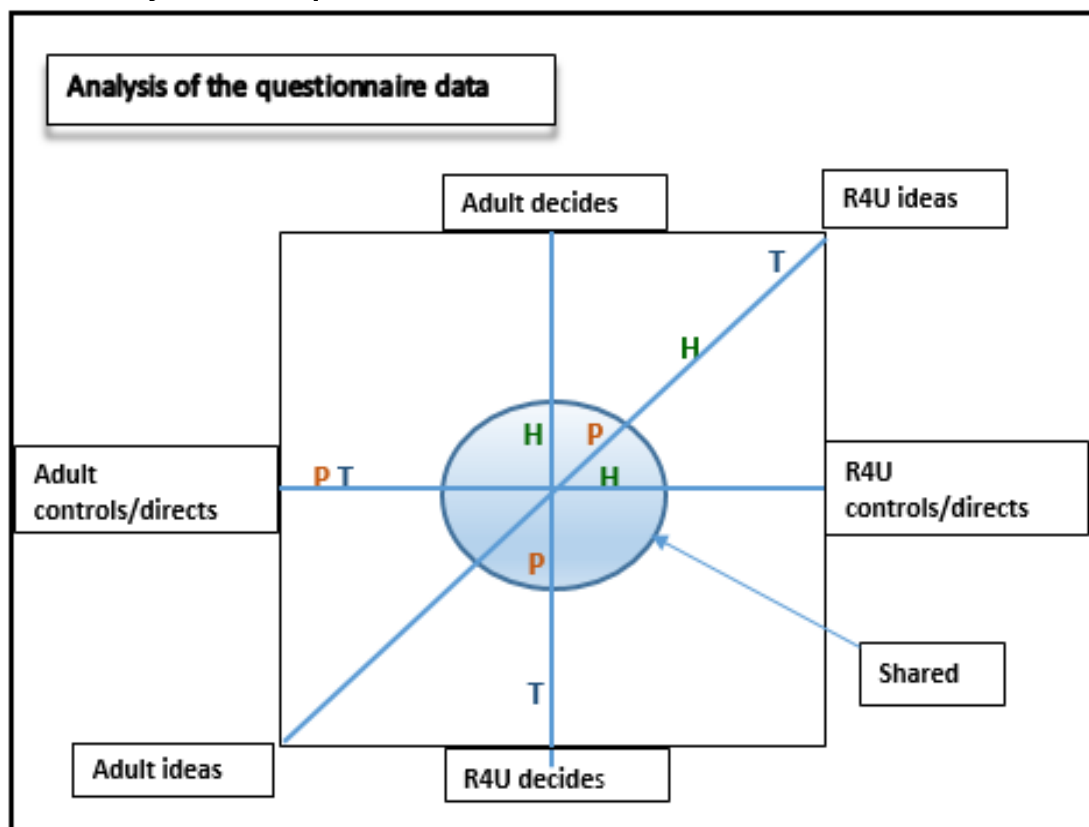 Analysis of the questionnaire data
Adult decides
R4U ideas
T
H
H
P
Adult
controls/directs
P T
H
R4U
controls/directs
P
Shared
T
Adult ideas
R4U decides